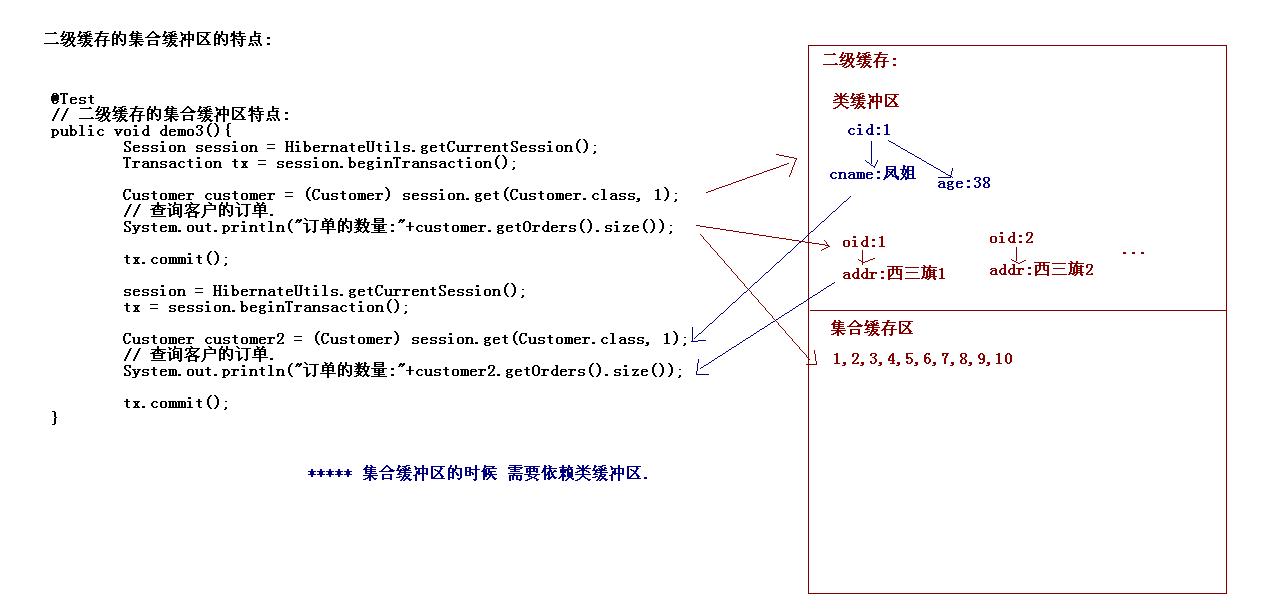 二级缓存的集合缓冲区的特点:
@Test
// 二级缓存的集合缓冲区特点:
public void demo3(){
Session session = HibernateUtils.getCurrentSession();
Transaction tx = session.beginTransaction();
Customer customer = (Customer) session.get(Customer.class, 1);
// 查询客户的订单.
System.out.println("订单的数量:"+customer.getOrders().size());
tx.commit();
session = HibernateUtils.getCurrentSession();
tx = session.beginTransaction();
Customer customer2 = (Customer) session.get(Customer.class, 1);
// 查询客户的订单.
System.out.println("订单的数量:"+customer2.getOrders().size());
tx.commit();
}
***** 集合缓冲区的时候 需要依赖类缓冲区.
二级缓存:
类缓冲区
cid:1
cname:凤姐
age:38
oid:1
addr:西三旗1
oid:2
addr:西三旗2
...
集合缓存区
1,2,3,4,5,6,7,8,9,10